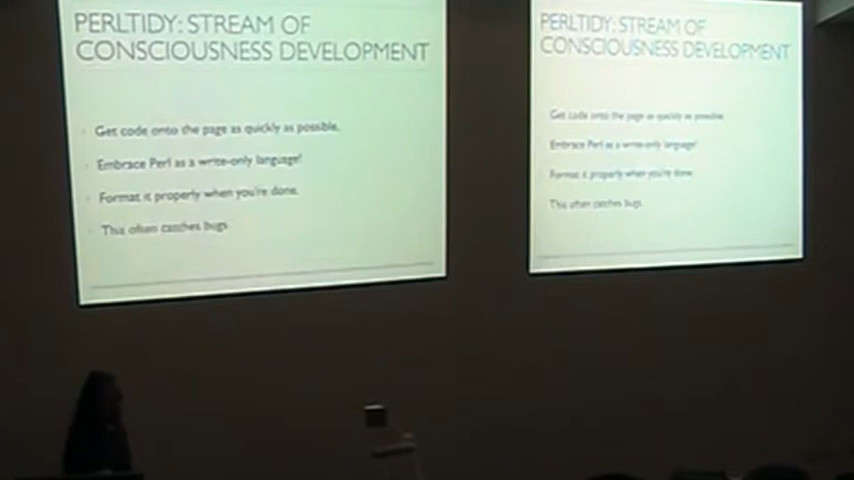 PERLTIDY: STREAM OF
CONSCIOUSNESS DEVELOPMENT
Get code onto the page as quickly as possible.
Embrace Perl as a write-only language!
Format it properly when you're done.
This often catches bugs
PERLTIDY: STREAM OF
CONSCIOUSNESS DEVELOPMENT
Get code onto the page as quickly as possible.
Embrace Perl as a write-only language!
Format it properly when you're done.
This often catches bugs